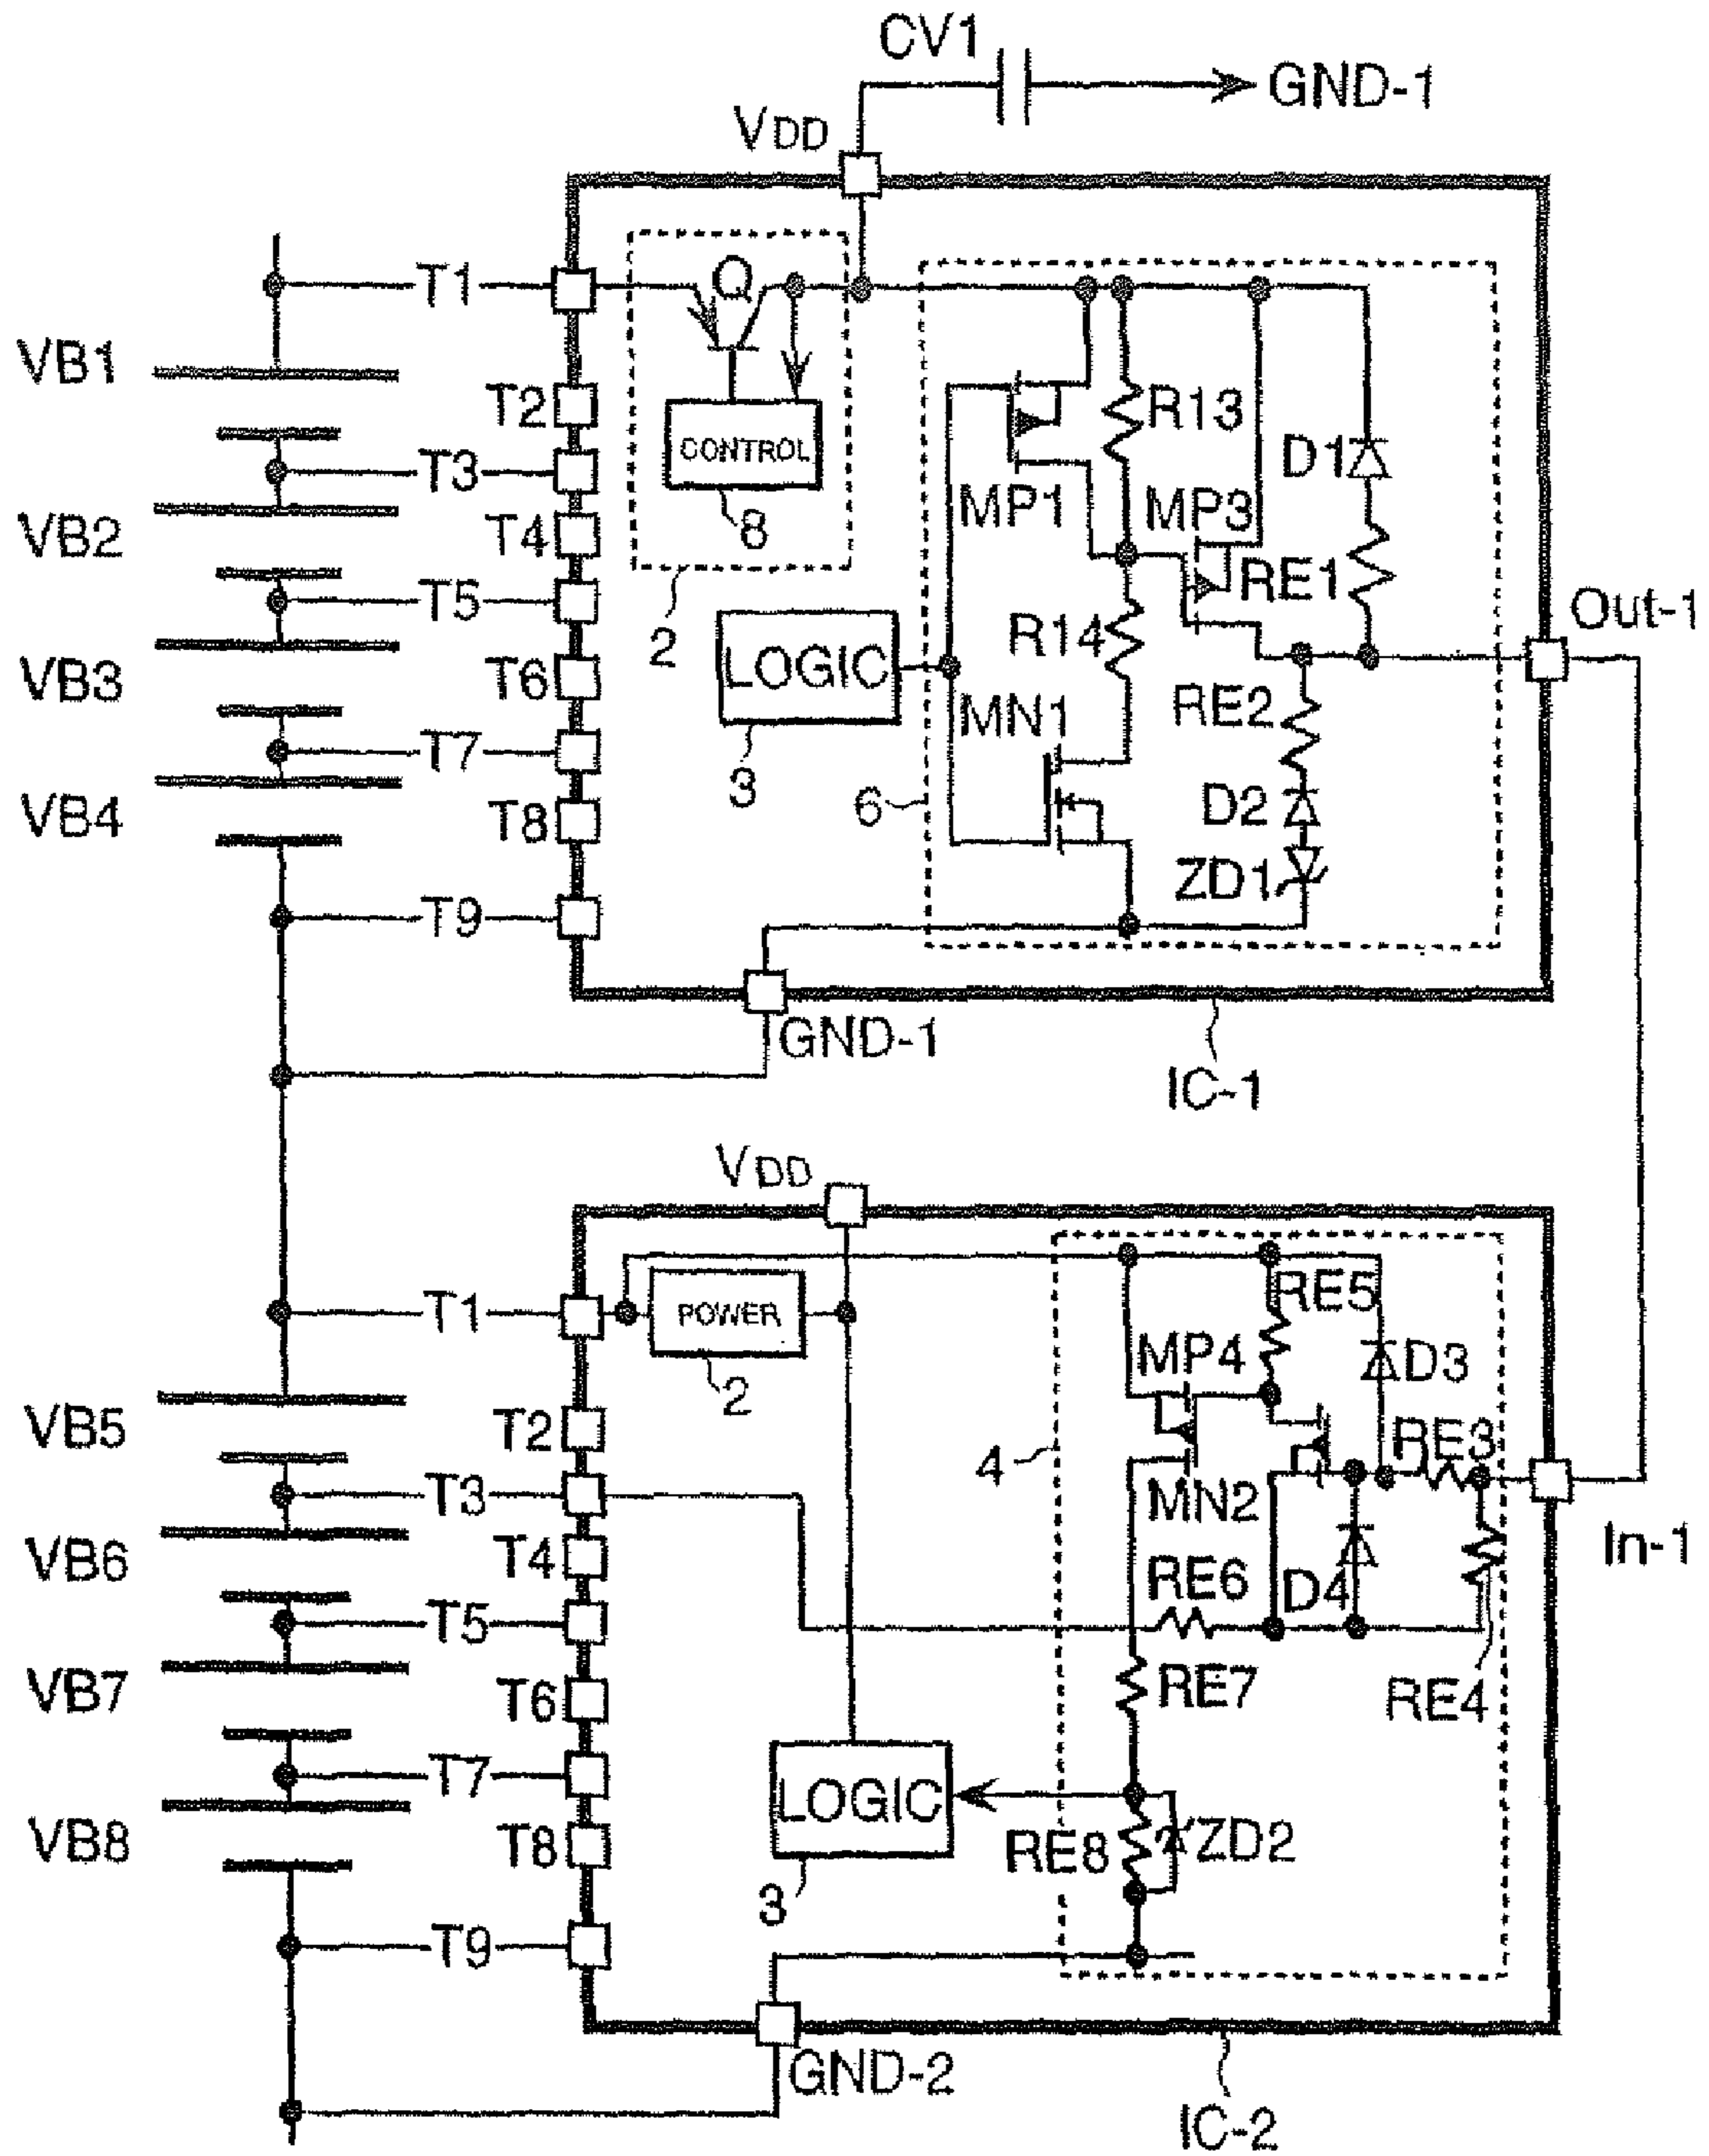 CV1
GND-1
VDD
T1
Q
VB1
T2
CONTROL
R13
D1
T3
MP1
MP3
VB2
T4
8
RE1
T5
2
R14
Out-1
LOGIC
VB3
T6
MN1
RE2
T7
3
6
D2
VB4
T8
ZD1
T9
GND-1
IC-1
VDD
RE5
T1
POWER
MP4
D3
2
VB5
T2
4
RE3
T3
MN2
In-1
VB6
T4
RE6
D4
T5
VB7
T6
RE7
RE4
T7
LOGIC
VB8
T8
RE8
ZD2
3
T9
GND-2
IC-2